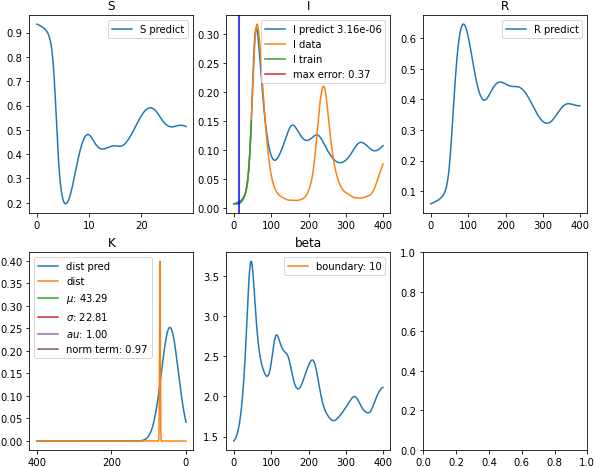 S
I
R
S predict
I predict 3.16e-06
I data
I train
max error: 0.37
R predict
0.9
0.8
0.7
0.6
0.5
0.4
0.3
0.2
0 10 20
0.30
0.25
0.20
0.15
0.10
0.05
0.00
0 100 200 300 400
0.6
0.5
0.4
0.3
0.2
0.1
0 100 200 300 400
K
beta
dist pred
dist
μ: 43.29
σ: 22.81
au: 1.00
norm term: 0.97
boundary: 10
0.40
0.35
0.30
0.25
0.20
0.15
0.10
0.05
0.00
400 200 0
3.5
3.0
2.5
2.0
1.5
0 100 200 300 400
1.0
0.8
0.6
0.4
0.2
0.0
0.0 0.2 0.4 0.6 0.8 1.0